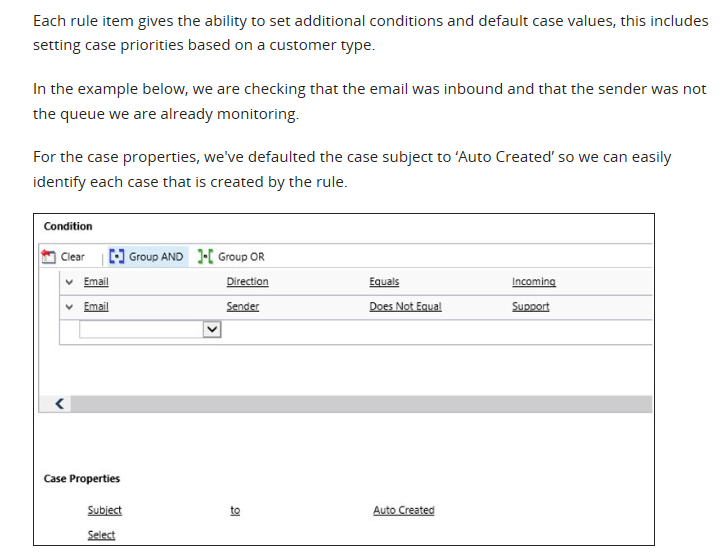 Each rule item gives the ability to set additional conditions and default case values, this includes
setting case priorities based on a customer type.
In the example below, we are checking that the email was inbound and that the sender was not
the queue we are already monitoring.
For the case properties, we've defaulted the case subject to ‘Auto Created’ so we can easily
identify each case that is created by the rule.
Condition
Clear | Group AND Group OR
Email Direction Equals Incoming
Email Sender Does Not Equal Support
Case Properties
Subject to Auto Created
Select